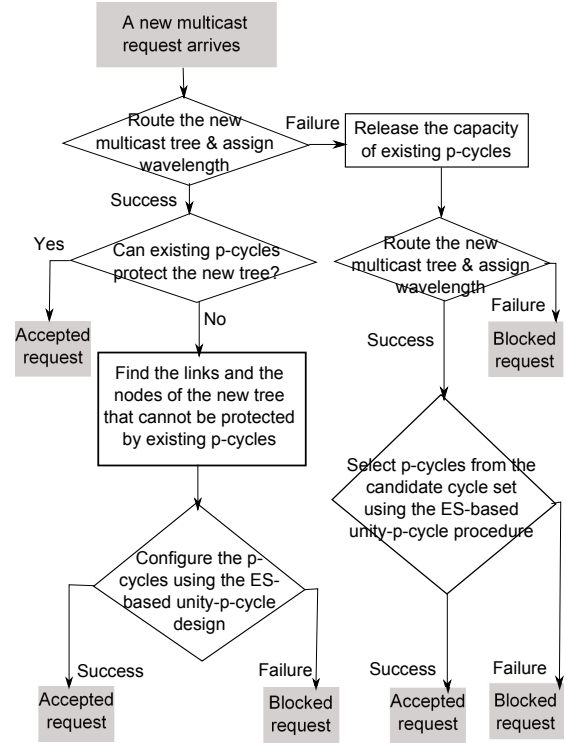 A new multicast
request arrives
Route the new
multicast tree & assign
wavelength
Failure
Release the capacity
of existing p-cycles
Success
Yes
Can existing p-cycles
protect the new tree?
Route the new
multicast tree & assign
wavelength
Failure
No
Accepted
request
Blocked
request
Success
Find the links and the
nodes of the new tree
that cannot be protected
by existing p-cycles
Select p-cycles from the
candidate cycle set
using the ES-based
unity-p-cycle procedure
Configure the p-
cycles using the ES-
based unity-p-cycle
design
Success
Failure
Success
Failure
Accepted
request
Blocked
request
Accepted
request
Blocked
request